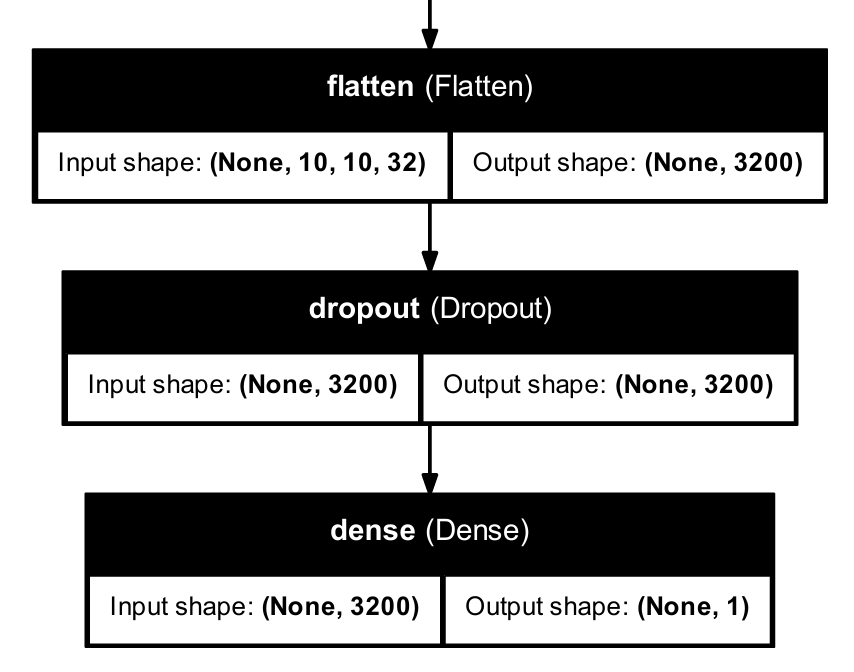 flatten (Flatten)
Input shape: (None, 10, 10, 32) Output shape: (None, 3200)
dropout (Dropout)
Input shape: (None, 3200) Output shape: (None, 3200)
dense (Dense)
Input shape: (None, 3200) Output shape: (None, 1)